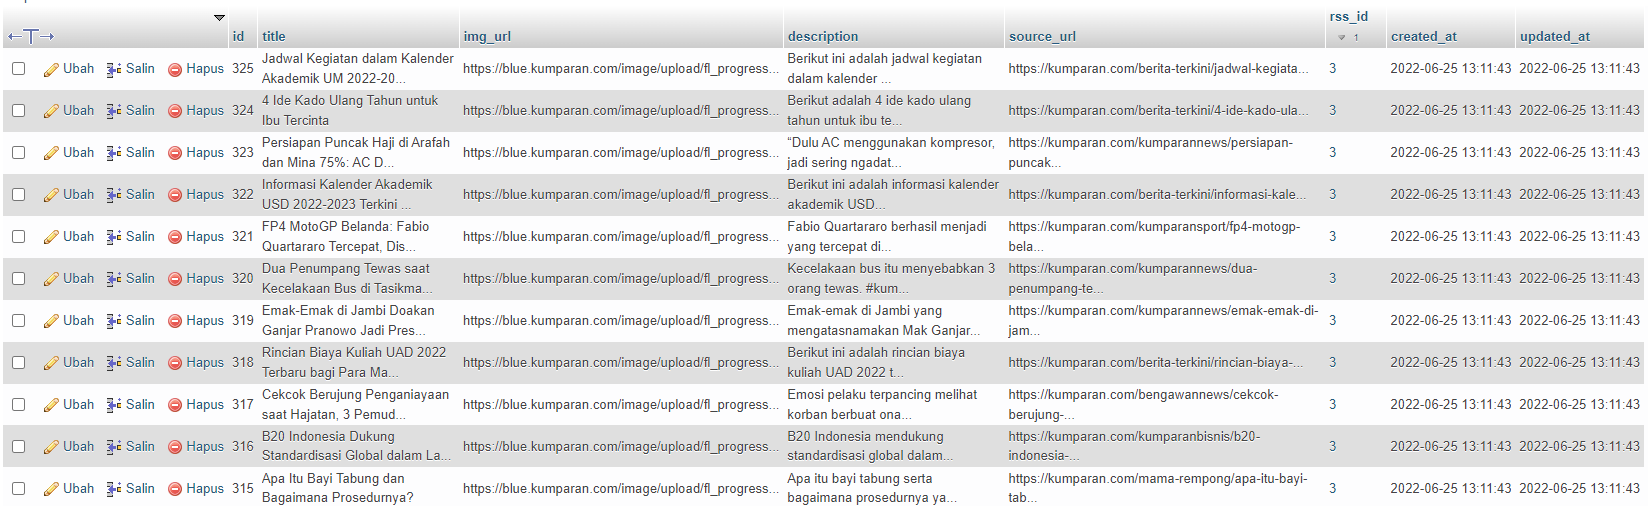 rss_id
←T→ id title img_url description source_url 1 created_at updated_at
Jadwal Kegiatan dalam Kalender Berikut ini adalah jadwal kegiatan
Ubah Salin Hapus 325 https://blue.kumparan.com/image/upload/fl_progress... https://kumparan.com/berita-terkini/jadwal-kegiata... 3 2022-06-25 13:11:43 2022-06-25 13:11:43
Akademik UM 2022-20... dalam kalender ...
4 Ide Kado Ulang Tahun untuk Berikut adalah 4 ide kado ulang
Ubah Salin Hapus 324 https://blue.kumparan.com/image/upload/fl_progress... https://kumparan.com/berita-terkini/4-ide-kado-ula... 3 2022-06-25 13:11:43 2022-06-25 13:11:43
Ibu Tercinta tahun untuk ibu te...
Persiapan Puncak Haji di Arafah “Dulu AC menggunakan kompresor, https://kumparan.com/kumparannews/persiapan-
Ubah Salin Hapus 323 https://blue.kumparan.com/image/upload/fl_progress... 3 2022-06-25 13:11:43 2022-06-25 13:11:43
dan Mina 75%: AC D... jadi sering ngadat... puncak...
Informasi Kalender Akademik Berikut ini adalah informasi kalender
Ubah Salin Hapus 322 https://blue.kumparan.com/image/upload/fl_progress... https://kumparan.com/berita-terkini/informasi-kale... 3 2022-06-25 13:11:43 2022-06-25 13:11:43
USD 2022-2023 Terkini ... akademik USD...
FP4 MotoGP Belanda: Fabio Fabio Quartararo berhasil menjadi https://kumparan.com/kumparansport/fp4-motogp-
Ubah Salin Hapus 321 https://blue.kumparan.com/image/upload/fl_progress... 3 2022-06-25 13:11:43 2022-06-25 13:11:43
Quartararo Tercepat, Dis... yang tercepat di... bela...
Dua Penumpang Tewas saat Kecelakaan bus itu menyebabkan 3 https://kumparan.com/kumparannews/dua-
Ubah Salin Hapus 320 https://blue.kumparan.com/image/upload/fl_progress... 3 2022-06-25 13:11:43 2022-06-25 13:11:43
Kecelakaan Bus di Tasikma... orang tewas. #kum... penumpang-te...
Emak-Emak di Jambi Doakan Emak-emak di Jambi yang https://kumparan.com/kumparannews/emak-emak-di-
Ubah Salin Hapus 319 https://blue.kumparan.com/image/upload/fl_progress... 3 2022-06-25 13:11:43 2022-06-25 13:11:43
Ganjar Pranowo Jadi Pres... mengatasnamakan Mak Ganjar... jam...
Rincian Biaya Kuliah UAD 2022 Berikut ini adalah rincian biaya
Ubah Salin Hapus 318 https://blue.kumparan.com/image/upload/fl_progress... https://kumparan.com/berita-terkini/rincian-biaya-... 3 2022-06-25 13:11:43 2022-06-25 13:11:43
Terbaru bagi Para Ma... kuliah UAD 2022 t...
Cekcok Berujung Penganiayaan Emosi pelaku terpancing melihat https://kumparan.com/bengawannews/cekcok-
Ubah Salin Hapus 317 https://blue.kumparan.com/image/upload/fl_progress... 3 2022-06-25 13:11:43 2022-06-25 13:11:43
saat Hajatan, 3 Pemud... korban berbuat ona... berujung-...
B20 Indonesia Dukung B20 Indonesia mendukung https://kumparan.com/kumparanbisnis/b20-
Ubah Salin Hapus 316 https://blue.kumparan.com/image/upload/fl_progress... 3 2022-06-25 13:11:43 2022-06-25 13:11:43
Standardisasi Global dalam La... standardisasi global dalam... indonesia-...
Apa Itu Bayi Tabung dan Apa itu bayi tabung serta https://kumparan.com/mama-rempong/apa-itu-bayi-
Ubah Salin Hapus 315 https://blue.kumparan.com/image/upload/fl_progress... 3 2022-06-25 13:11:43 2022-06-25 13:11:43
Bagaimana Prosedurnya? bagaimana prosedurnya ya... tab...